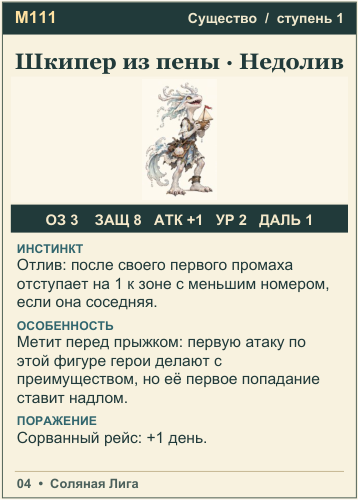 M111
Существо / ступень 1
Шкипер из пены · Недолив
ОЗ 3 ЗАЩ 8 АТК +1 УР 2 ДАЛЬ 1
ИНСТИНКТ
Отлив: после своего первого промаха
отступает на 1 к зоне с меньшим номером,
если она соседняя.
ОСОБЕННОСТЬ
Метит перед прыжком: первую атаку по
этой фигуре герои делают с
преимуществом, но её первое попадание
ставит надлом.
ПОРАЖЕНИЕ
Сорванный рейс: +1 день.
04 • Соляная Лига